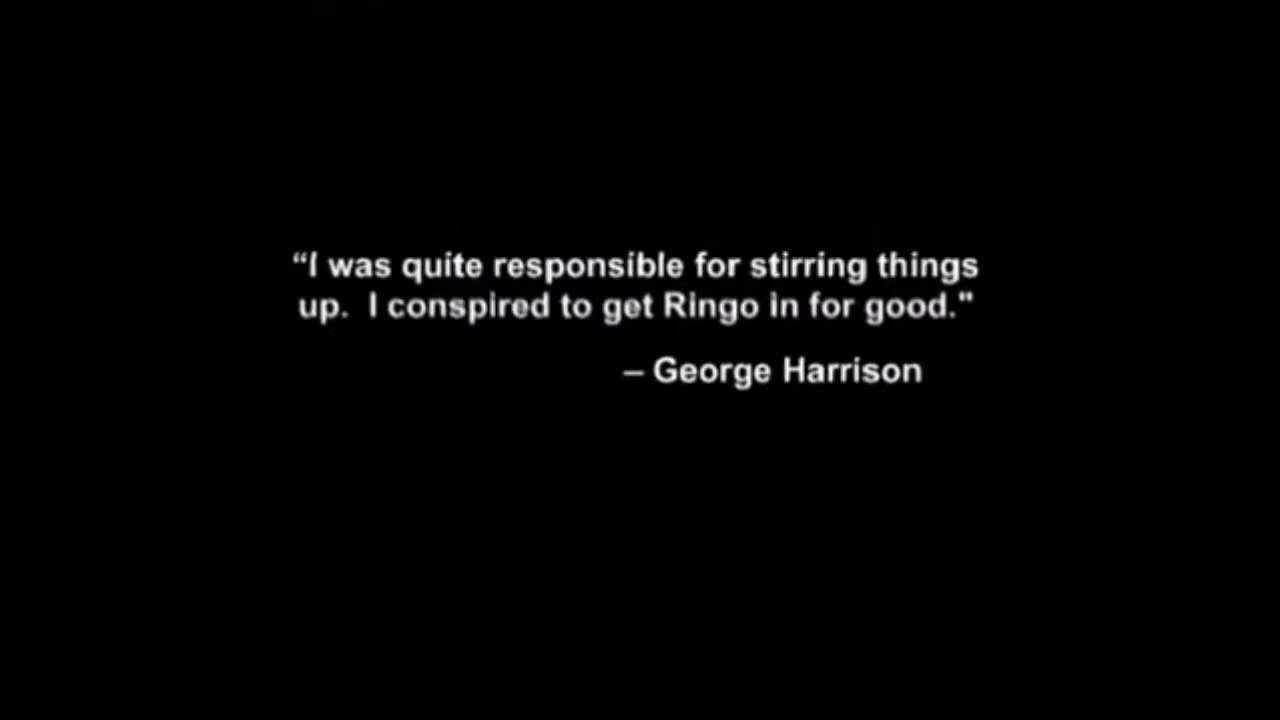 “I was quite responsible for stirring things
up.  I conspired to get Ringo in for good."
– George Harrison